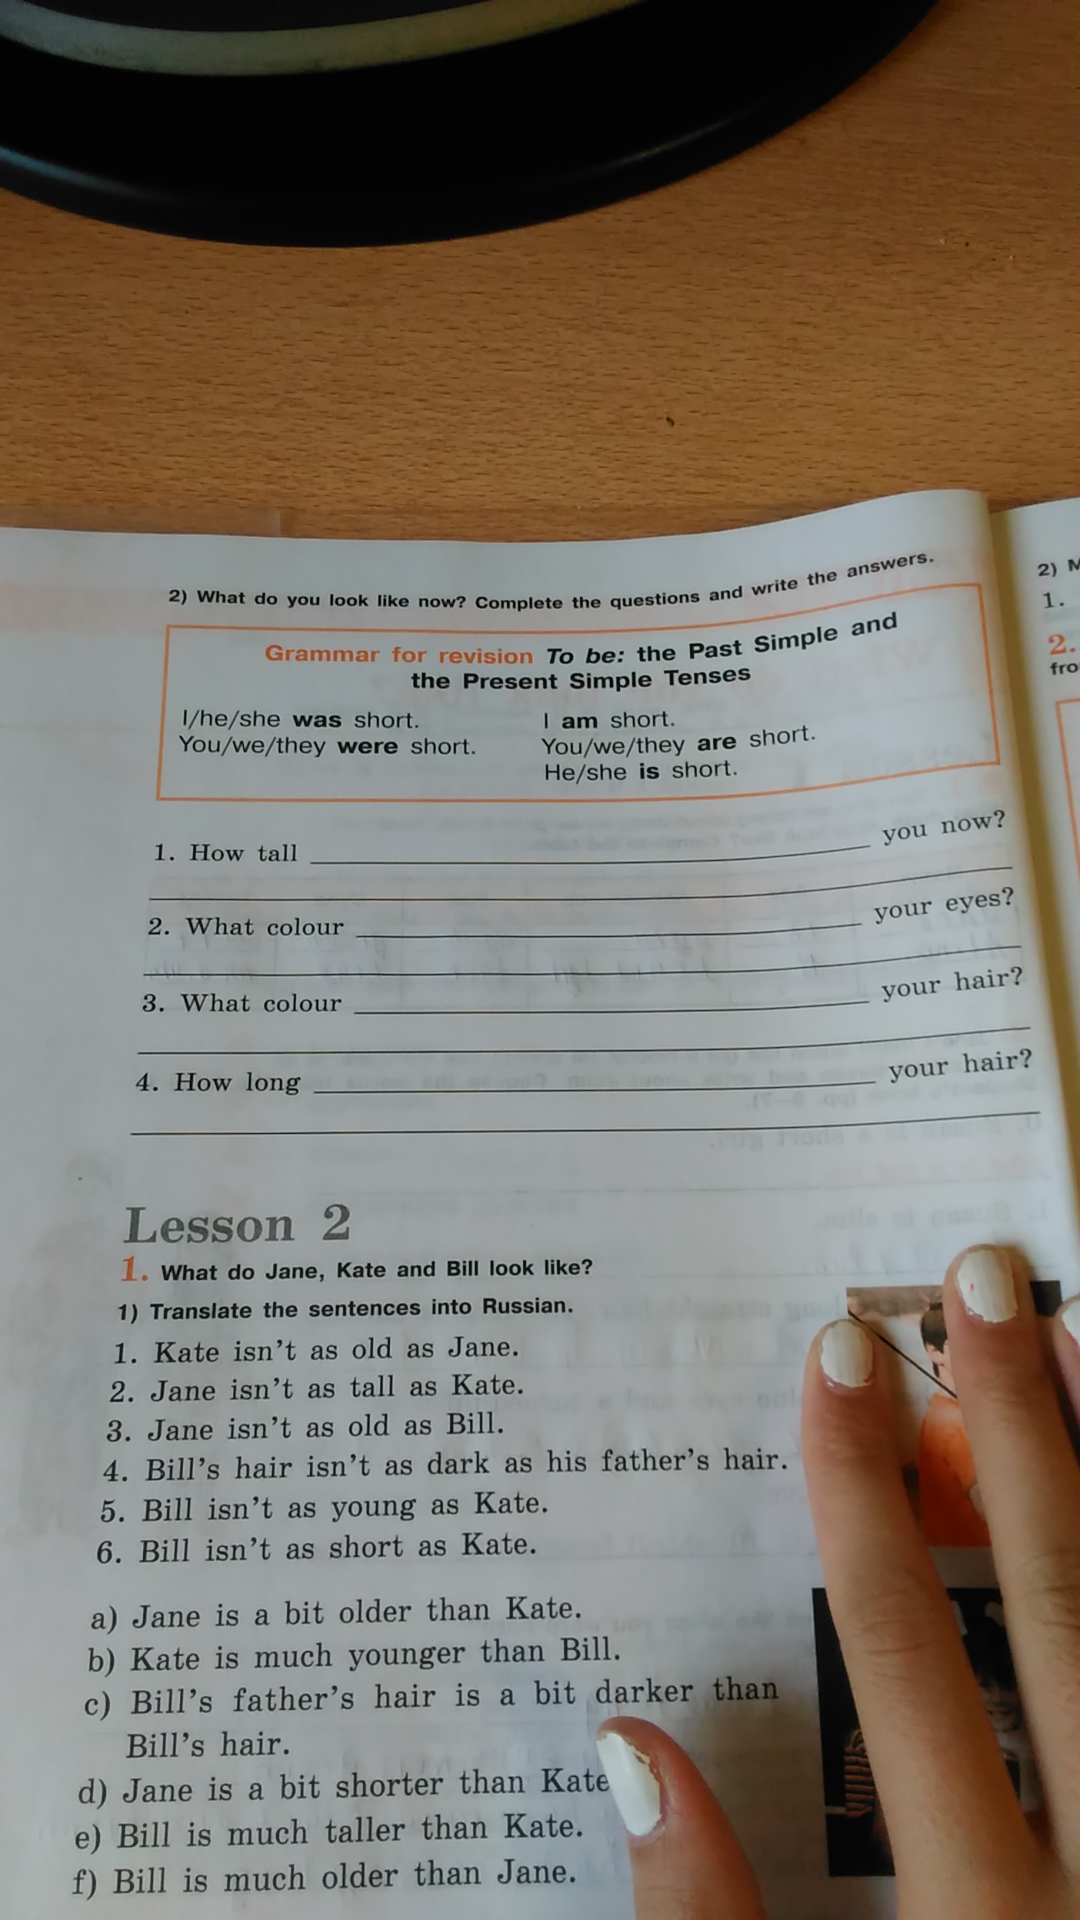 2) What do you look like now? Complete the questions and write the answers.
Grammar for revision To be: the Past Simple and
the Present Simple Tenses
I/he/she was short. I am short.
You/we/they were short. You/we/they are short.
He/she is short.
1. How tall you now?
2. What colour your eyes?
3. What colour your hair?
4. How long your hair?
Lesson 2
1. What do Jane, Kate and Bill look like?
1) Translate the sentences into Russian.
1. Kate isn't as old as Jane.
2. Jane isn't as tall as Kate.
3. Jane isn't as old as Bill.
4. Bill's hair isn't as dark as his father's hair.
5. Bill isn't as young as Kate.
6. Bill isn't as short as Kate.
a) Jane is a bit older than Kate.
b) Kate is much younger than Bill.
c) Bill's father's hair is a bit darker than
Bill's hair.
d) Jane is a bit shorter than Kate
e) Bill is much taller than Kate.
f) Bill is much older than Jane.
2)
1.
2.